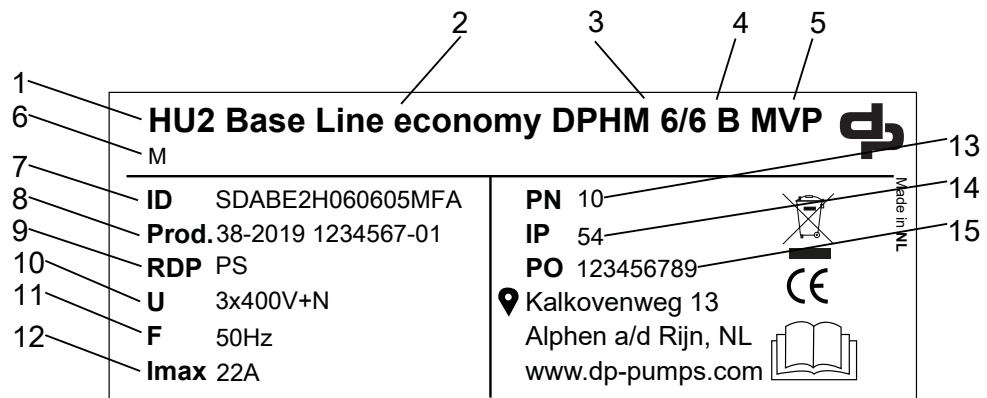 2 3 4 5
1
HU2 Base Line economy DPHM 6/6 B MVP dp
6
M
7
ID SDABE2H060605MFA
8
Prod. 38-2019 1234567-01
9
RDP PS
10
U 3x400V+N
11
F 50Hz
12
Imax 22A
13
PN 10
14
IP 54
15
PO 123456789
Kalkovenweg 13
Alphen a/d Rijn, NL
www.dp-pumps.com
Made in NL
CE